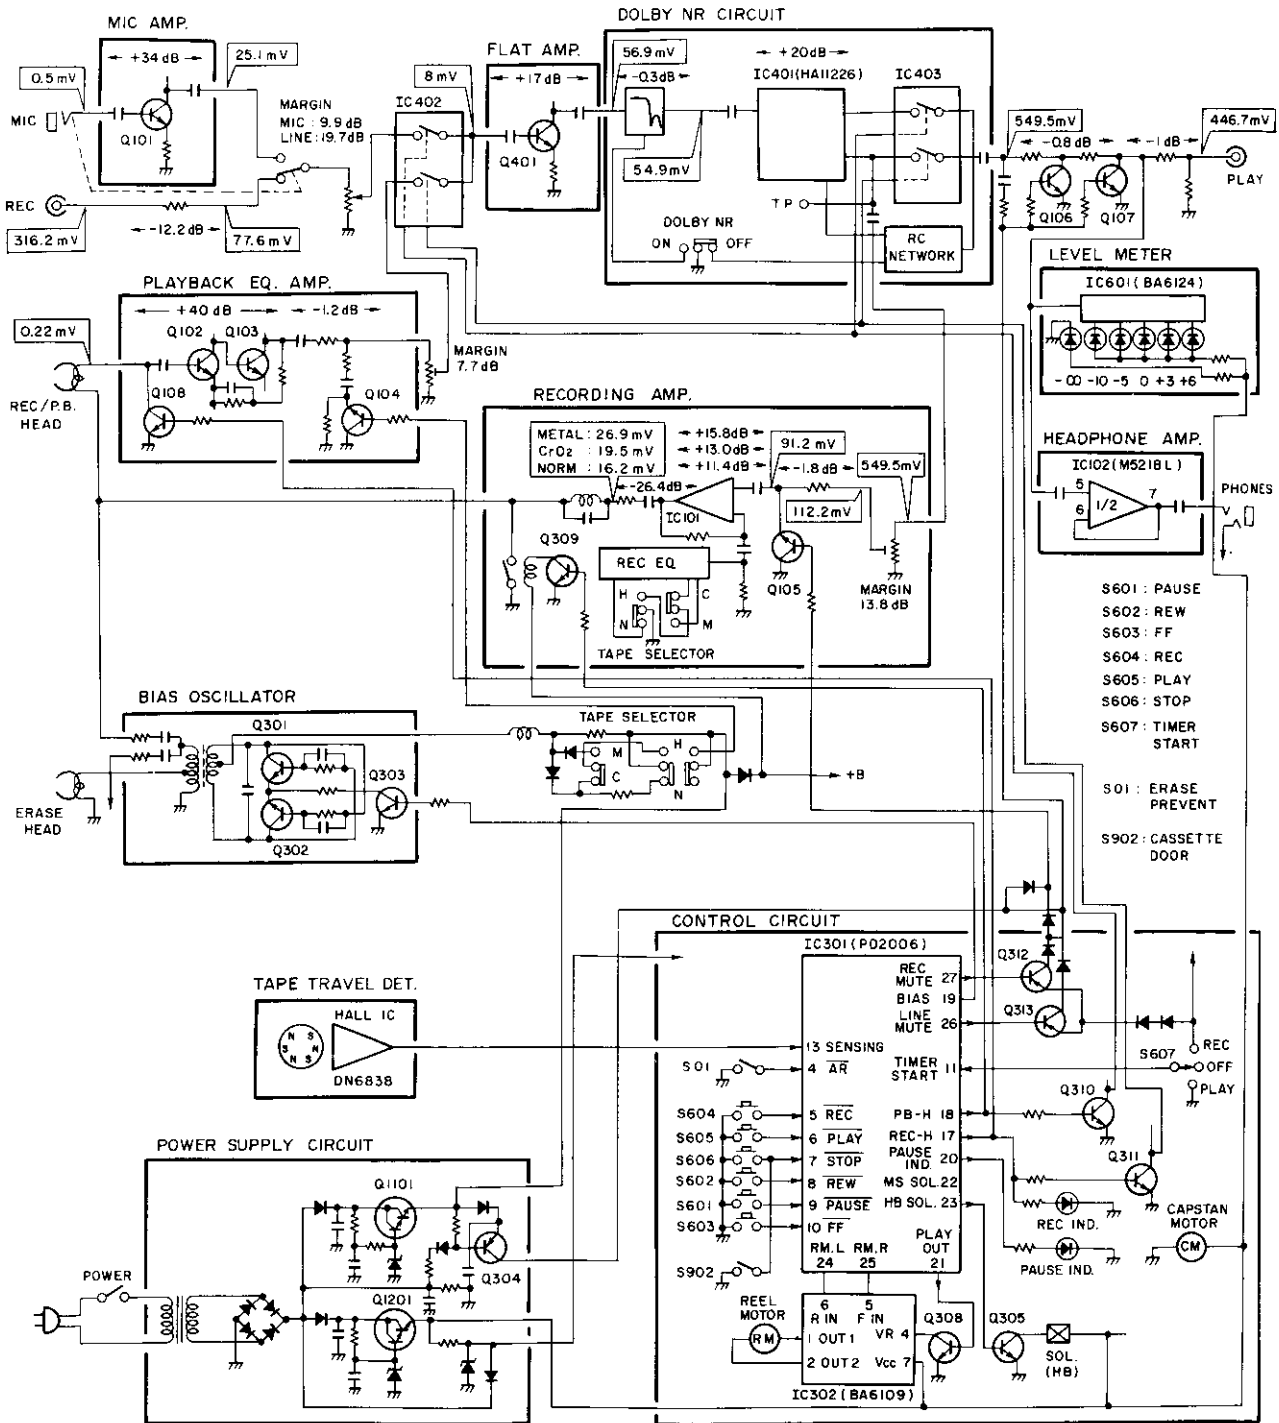 MIC AMP.
+34 dB
25.1 mV
0.5 mV
MIC
Q101
MARGIN
MIC : 9.9 dB
LINE : 19.7 dB
REC
316.2 mV
-12.2 dB
77.6 mV
IC402
8 mV
FLAT AMP.
+17 dB
Q401
DOLBY NR CIRCUIT
56.9 mV
-0.3 dB
54.9 mV
+20 dB
IC401 (HA11226)
IC403
TP
DOLBY NR
ON
OFF
RC
NETWORK
549.5 mV
-0.8 dB
-1 dB
446.7 mV
PLAY
Q106
Q107
LEVEL METER
IC601 (BA6124)
-∞ -10 -5 0 +3 +6
PLAYBACK EQ. AMP.
+40 dB
-1.2 dB
0.22 mV
Q102
Q103
Q108
Q104
REC/P.B.
HEAD
MARGIN
7.7 dB
RECORDING AMP.
METAL : 26.9 mV
CrO2 : 19.5 mV
NORM : 16.2 mV
+15.8 dB
+13.0 dB
+11.4 dB
91.2 mV
-1.8 dB
549.5 mV
-26.4 dB
112.2 mV
IC101
Q309
REC EQ
H
C
N
M
TAPE SELECTOR
Q105
MARGIN
13.8 dB
HEADPHONE AMP.
IC102 (M5218L)
5
6
1/2
7
PHONES
S601 : PAUSE
S602 : REW
S603 : FF
S604 : REC
S605 : PLAY
S606 : STOP
S607 : TIMER
START
S01 : ERASE
PREVENT
S902 : CASSETTE
DOOR
BIAS OSCILLATOR
Q301
Q303
Q302
ERASE
HEAD
TAPE SELECTOR
M
H
C
N
+B
CONTROL CIRCUIT
IC301 (PD2006)
REC
MUTE 27
BIAS 19
LINE
MUTE 26
Q312
Q313
13 SENSING
4 AR
TIMER
START 11
S01
S607
REC
OFF
PLAY
S604
5 REC
PB-H 18
Q310
S605
6 PLAY
REC-H 17
S606
7 STOP
PAUSE
IND. 20
Q311
S602
8 REW
MS SOL. 22
S601
9 PAUSE
HB SOL. 23
S603
10 FF
REC IND.
PAUSE IND.
CAPSTAN
MOTOR
CM
RM.L
24
RM.R
25
PLAY
OUT
21
S902
REEL
MOTOR
RM
6
R IN
5
F IN
1 OUT 1
VR 4
2 OUT 2
Vcc 7
IC302 (BA6109)
Q308
Q305
SOL.
(HB)
TAPE TRAVEL DET.
HALL IC
N
S
N
S
N
S
DN6838
POWER SUPPLY CIRCUIT
POWER
Q1101
Q304
Q1201